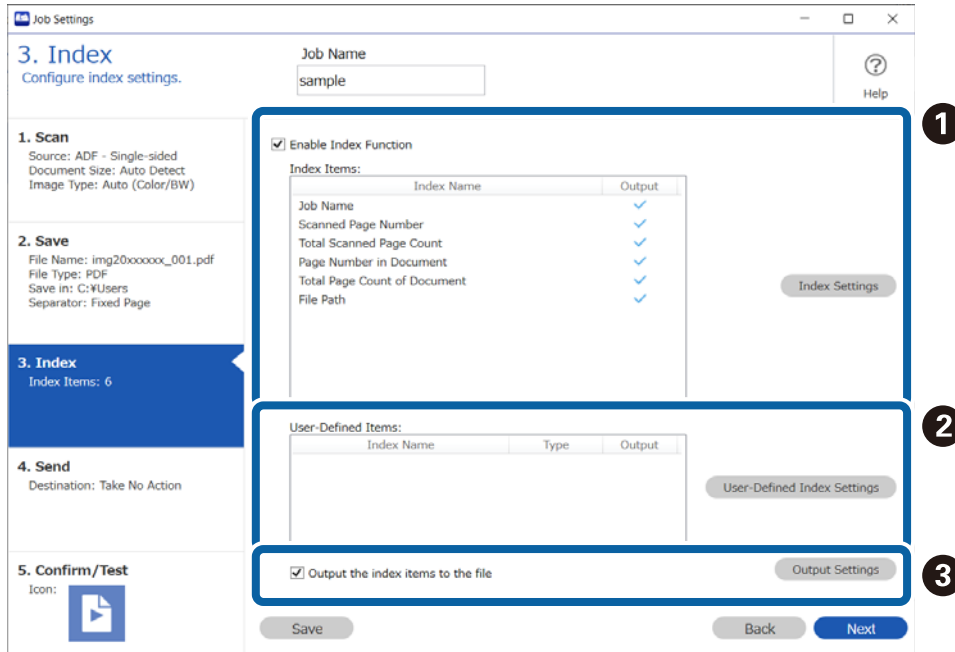 Job Settings
3. Index
Configure index settings.
Job Name
sample
Help
1. Scan
Source: ADF - Single-sided
Document Size: Auto Detect
Image Type: Auto (Color/BW)
2. Save
File Name: img20xxxxxx_001.pdf
File Type: PDF
Save in: C:¥Users
Separator: Fixed Page
3. Index
Index Items: 6
4. Send
Destination: Take No Action
5. Confirm/Test
Icon:
1
Enable Index Function
Index Items:
Index Name Output
Job Name
Scanned Page Number
Total Scanned Page Count
Page Number in Document
Total Page Count of Document
File Path
Index Settings
2
User-Defined Items:
Index Name Type Output
User-Defined Index Settings
3
Output the index items to the file
Output Settings
Save Back Next